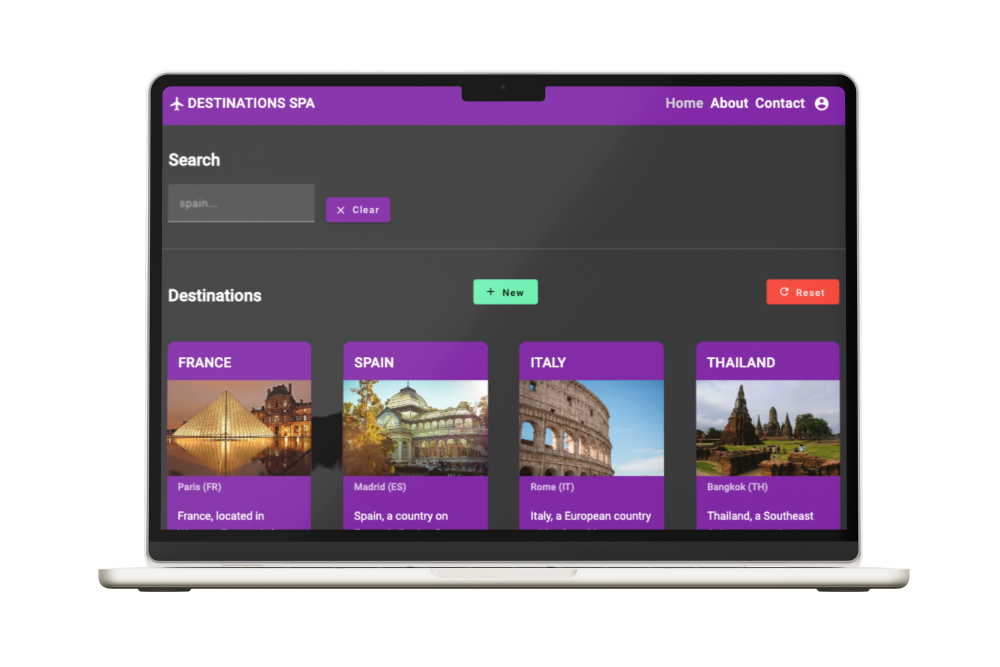 DESTINATIONS SPA
Home About Contact
Search
spain...
Clear
Destinations
New
Reset
FRANCE
SPAIN
ITALY
THAILAND
Paris (FR)
Madrid (ES)
Rome (IT)
Bangkok (TH)
France, located in
Spain, a country on
Italy, a European country
Thailand, a Southeast